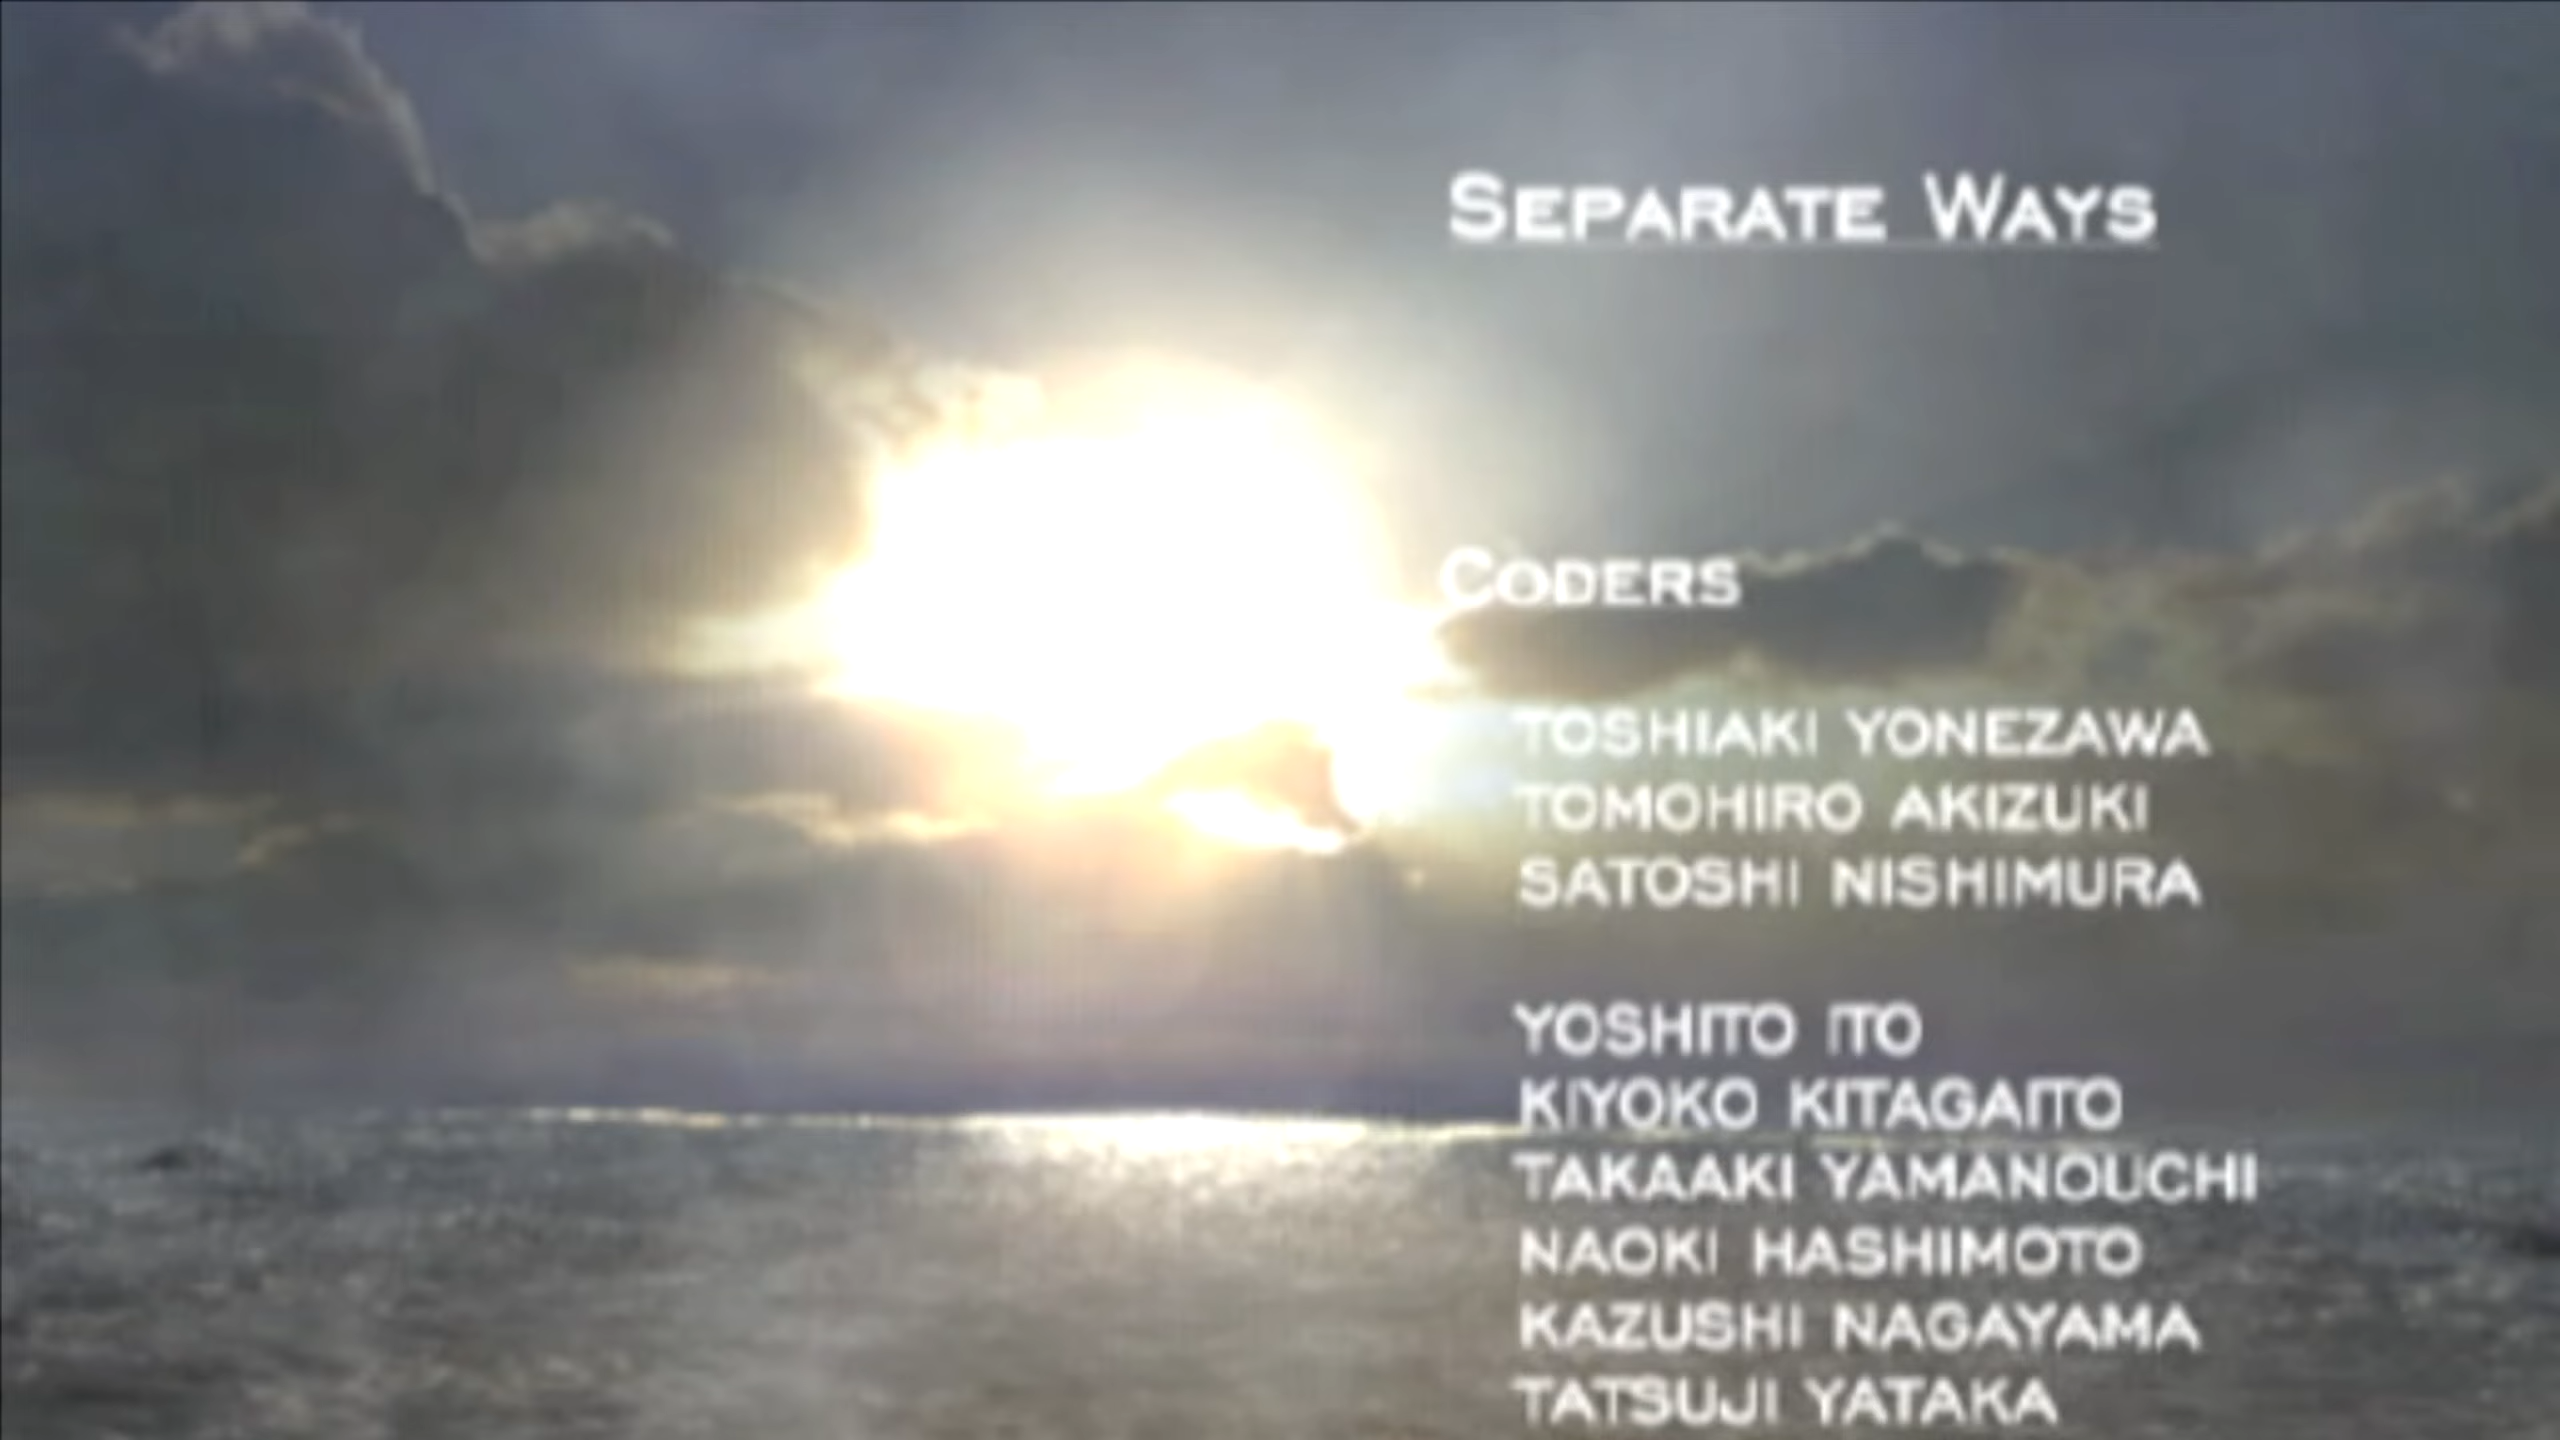 SEPARATE WAYS
CODERS
TOSHIAKI YONEZAWA
TOMOHIRO AKIZUKI
SATOSHI NISHIMURA
YOSHITO ITO
KIYOKO KITAGAITO
TAKAAKI YAMANOUCHI
NAOKI HASHIMOTO
KAZUSHI NAGAYAMA
TATSUJI YATAKA